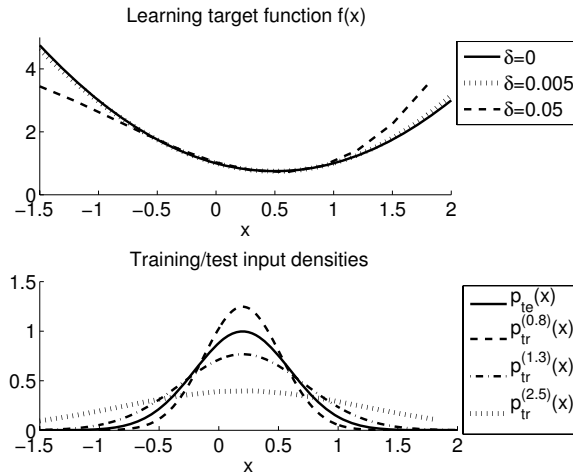 Learning target function f(x)
4
2
0
−1.5 −1 −0.5 0 0.5 1 1.5 2
x
δ=0
δ=0.005
δ=0.05
Training/test input densities
1.5
1
0.5
0
−1.5 −1 −0.5 0 0.5 1 1.5 2
x
p_te(x)
p_tr^(0.8)(x)
p_tr^(1.3)(x)
p_tr^(2.5)(x)